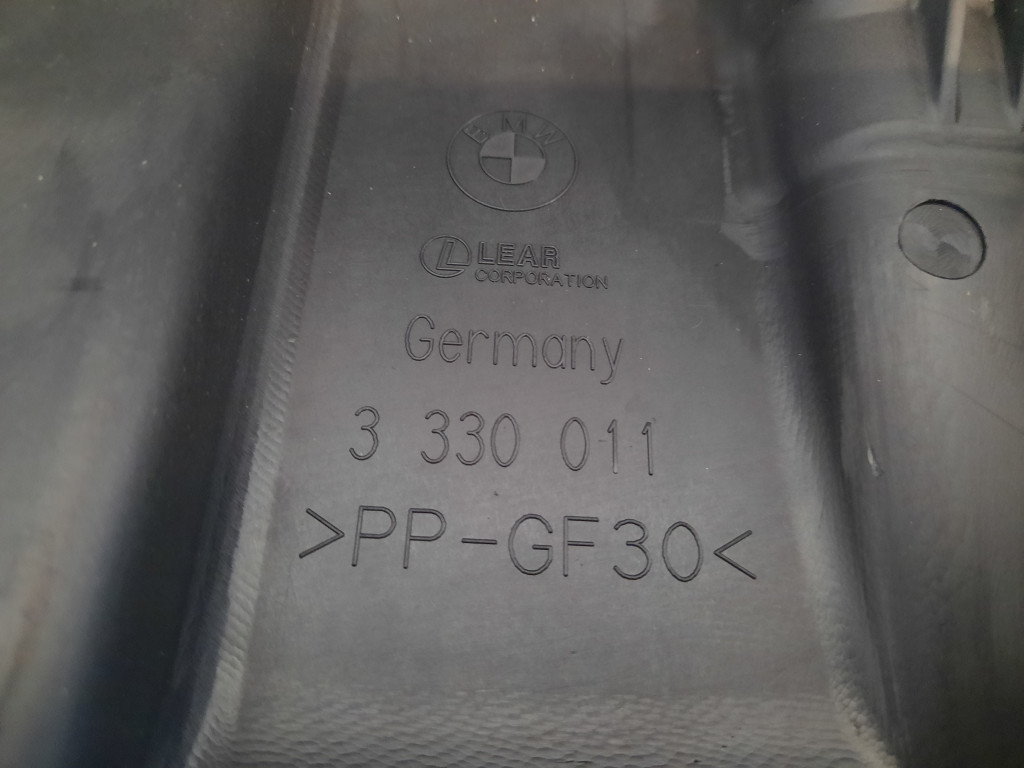 BMW
L LEAR
CORPORATION
Germany
3 330 011
>PP-GF30<